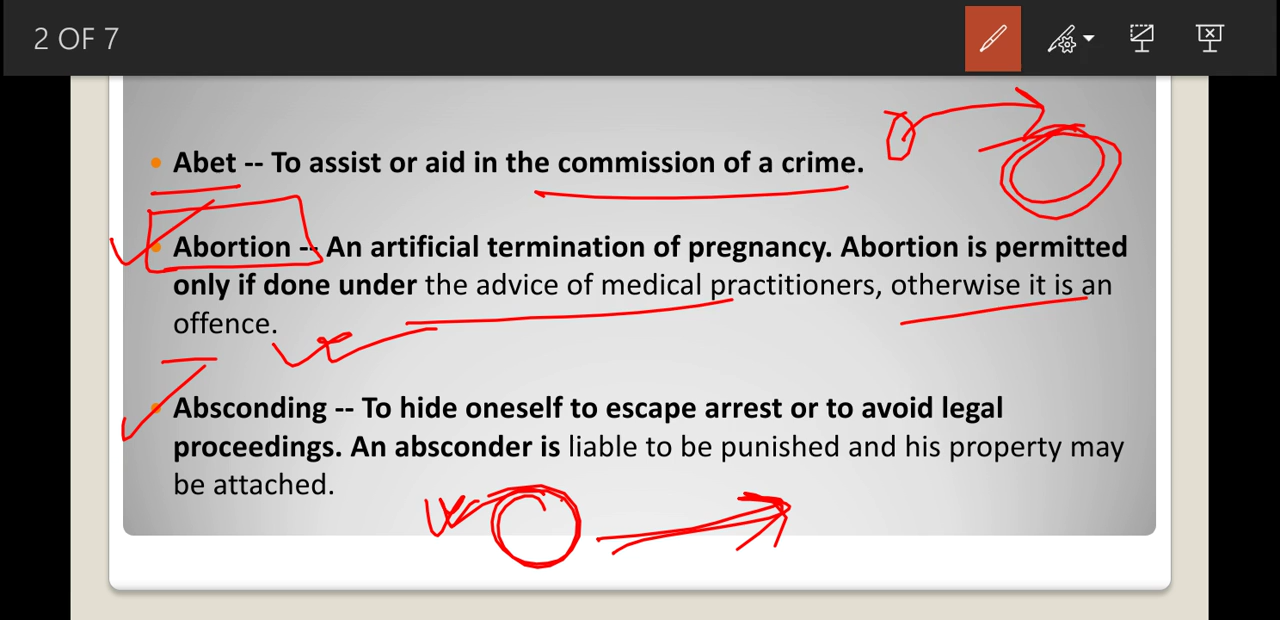 2 OF 7
• Abet -- To assist or aid in the commission of a crime.
• Abortion -- An artificial termination of pregnancy. Abortion is permitted
only if done under the advice of medical practitioners, otherwise it is an
offence.
• Absconding -- To hide oneself to escape arrest or to avoid legal
proceedings. An absconder is liable to be punished and his property may
be attached.